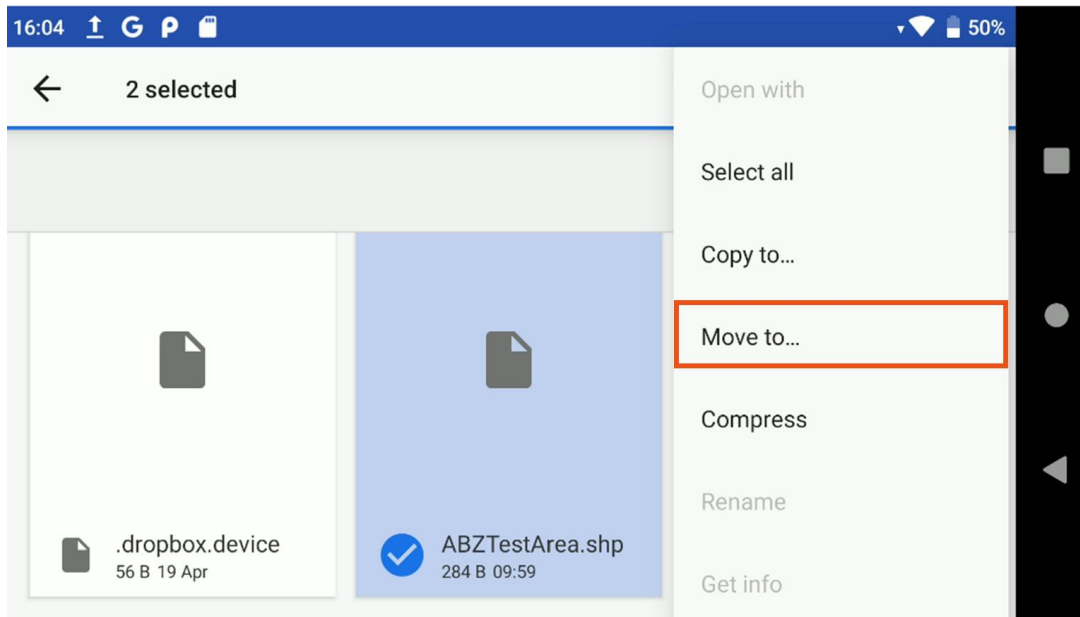 16:04 G P 50%
2 selected
Open with
Select all
Copy to...
Move to...
Compress
Rename
Get info
.dropbox.device
56 B 19 Apr
ABZTestArea.shp
284 B 09:59